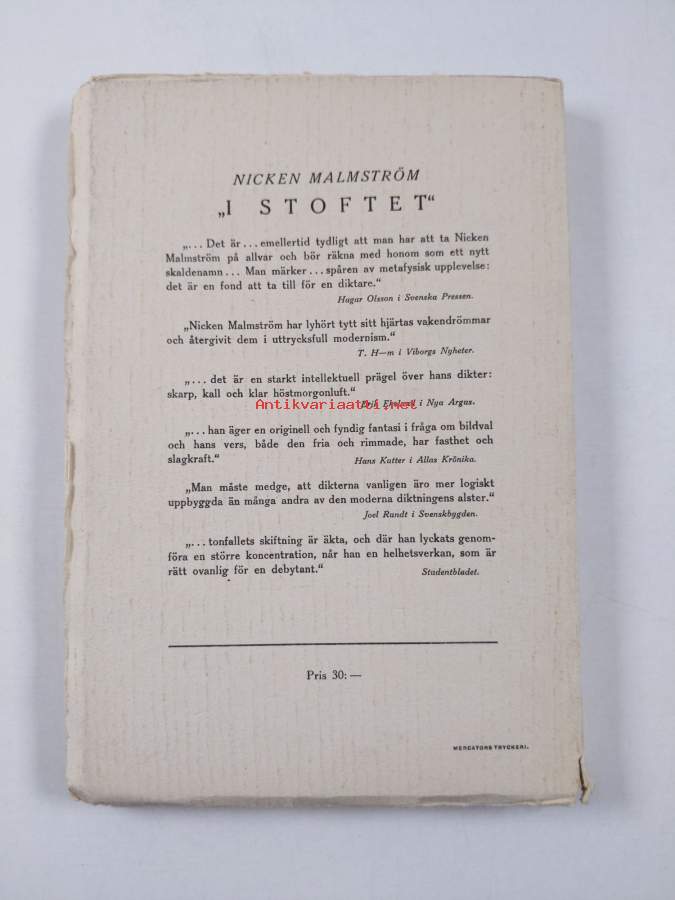 NICKEN MALMSTRÖM
„I STOFTET“
„... Det är ... emellertid tydligt att man har att ta Nicken
Malmström på allvar och bör räkna med honom som ett nytt
skaldenamn ... Man märker ... spåren av metafysisk upplevelse:
det är en fond att ta till för en diktare.“
Hagar Olsson i Svenska Pressen.
„Nicken Malmström har lyhört tytt sitt hjärtas vakendrömmar
och återgivit dem i uttrycksfull modernism.“
T. H—m i Viborgs Nyheter.
„... det är en starkt intellektuell prägel över hans dikter:
skarp, kall och klar höstmorgonluft.“
Antikvariaatti.net
i Nya Argus.
„... han äger en originell och fyndig fantasi i fråga om bildval
och hans vers, både den fria och rimmade, har fasthet och
slagkraft.“ Hans Kutter i Allas Krönika.
„Man måste medge, att dikterna vanligen äro mer logiskt
uppbyggda än många andra av den moderna diktningens alster.“
Joel Rundt i Svenskbygden.
„... tonfallets skiftning är äkta, och där han lyckats genom-
föra en större koncentration, når han en helhetsverkan, som är
rätt ovanlig för en debytant.“ Studentbladet.
Pris 30: —
MERCATORS TRYCKERI.